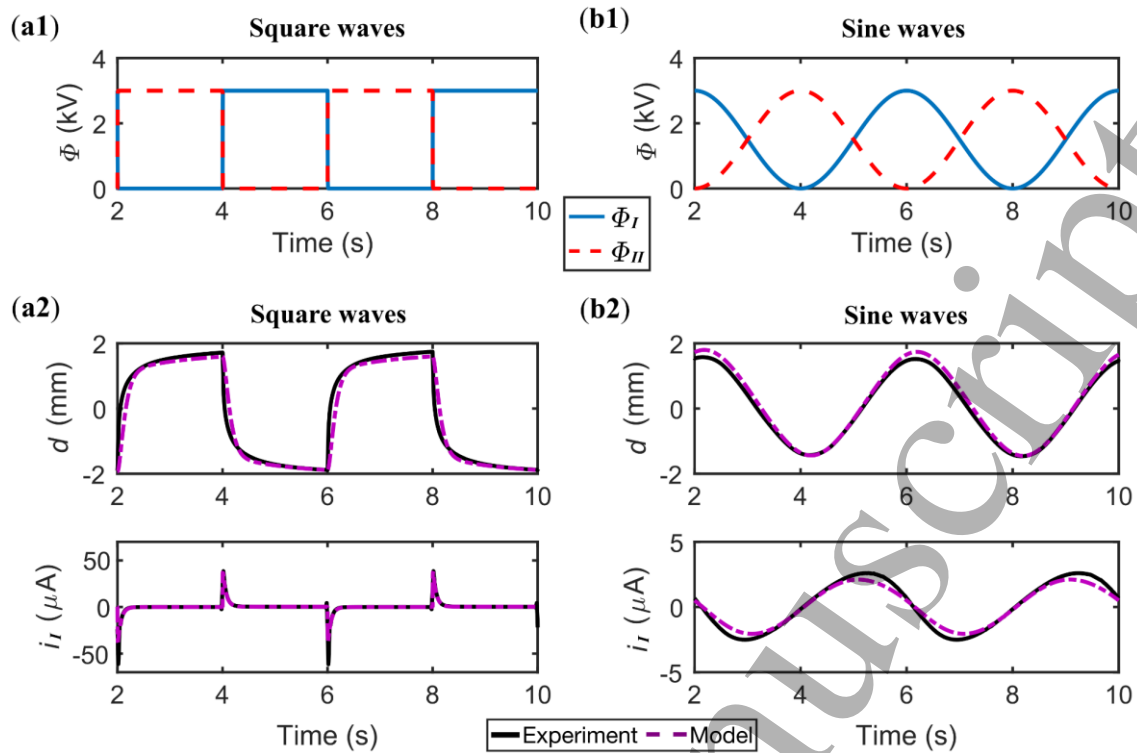 (a1) Square waves
Φ (kV)
4
2
0
2 4 6 8 10
Time (s)
(b1) Sine waves
Φ (kV)
4
2
0
2 4 6 8 10
Time (s)
Φ_I
Φ_II
(a2) Square waves
d (mm)
2
0
-2
2 4 6 8 10
(b2) Sine waves
d (mm)
2
0
-2
2 4 6 8 10
i_I (μA)
50
0
-50
2 4 6 8 10
Time (s)
i_I (μA)
5
0
-5
2 4 6 8 10
Time (s)
Experiment Model
uscript